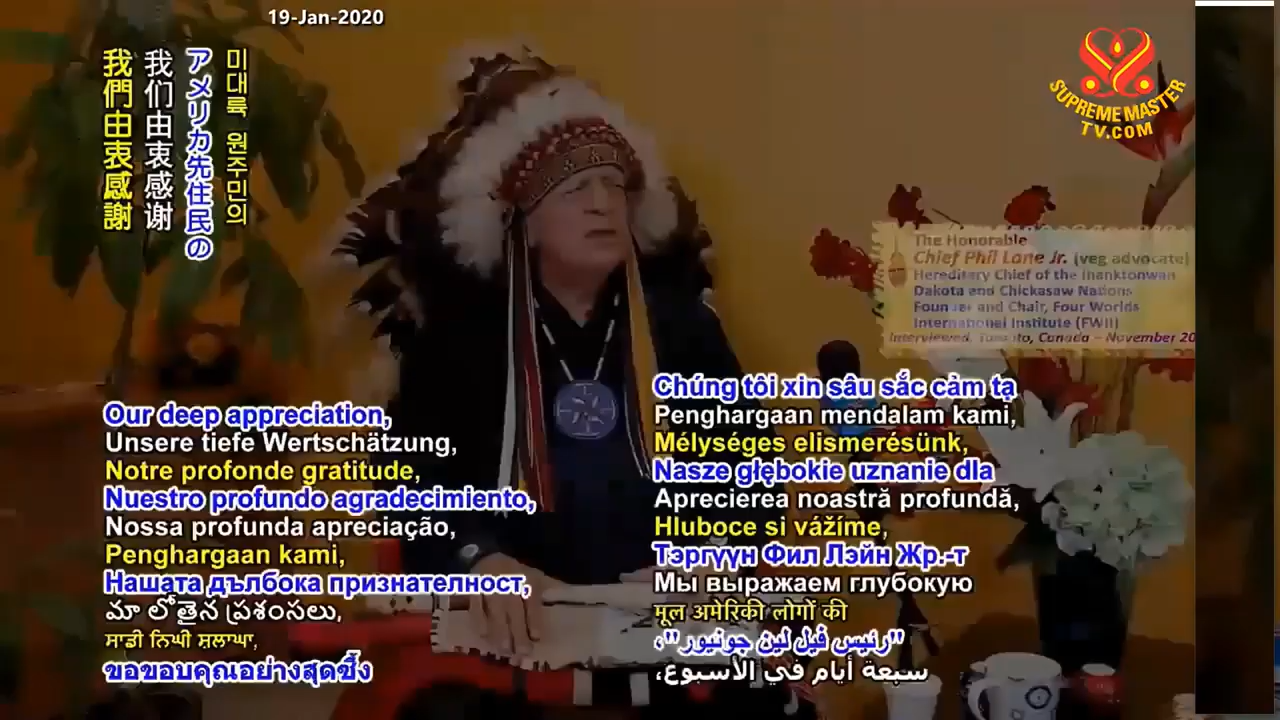 19-Jan-2020
미대륙 원주민의
アメリカ先住民の
我们由衷感谢
我們由衷感謝
SUPREME MASTER
TV.COM
The Honorable
Chief Phil Lane Jr. (veg advocate)
Hereditary Chief of the Ihanktonwan
Dakota and Chickasaw Nations
Founder and Chair, Four Worlds
International Institute (FWII)
Interviewed, Toronto, Canada – November 20
Our deep appreciation,
Unsere tiefe Wertschätzung,
Notre profonde gratitude,
Nuestro profundo agradecimiento,
Nossa profunda apreciação,
Penghargaan kami,
Нашата дълбока признателност,
మా లోతైన ప్రశంసలు,
ਸਾਡੀ ਨਿਘੀ ਸ਼ਲਾਘਾ,
ขอขอบคุณอย่างสุดซึ้ง
Chúng tôi xin sâu sắc cảm tạ
Penghargaan mendalam kami,
Mélységes elismerésünk,
Nasze głębokie uznanie dla
Aprecierea noastră profundă,
Hluboce si vážíme,
Тэргүүн Фил Лэйн Жр.-т
Мы выражаем глубокую
मूल अमेरिकी लोगों की
"رئيس فيل لين جونيور"،
سبعة أيام في الأسبوع،